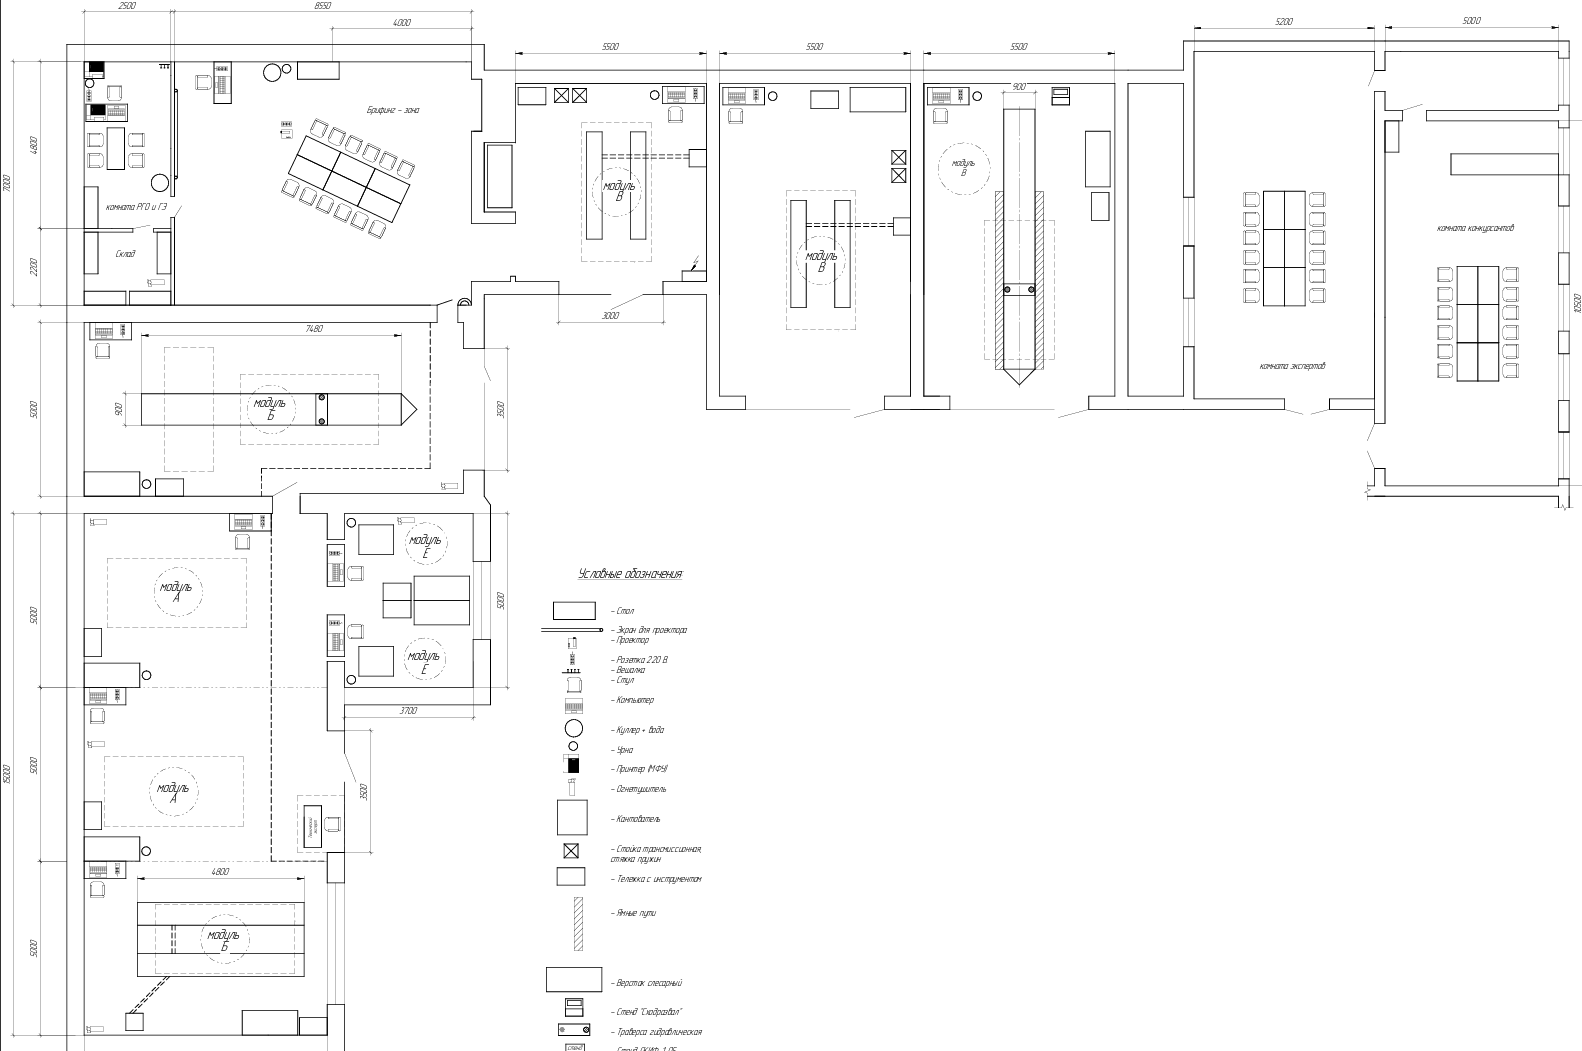 2500
8550
4000
5500
5500
5500
5200
5000
900
Брифинг – зона
4800
7000
комната РГО и ГЭ
Склад
2200
модуль
В
модуль
В
модуль
В
3000
комната экспертов
комната конкурсантов
10500
7480
5000
900
модуль
Б
3500
модуль
А
5000
модуль
Е
5000
модуль
Е
3700
15000
5000
модуль
А
3500
4800
5000
модуль
Б
Условные обозначения
– Стол
– Экран для проектора
– Проектор
– Розетка 220 В
– Вешалка
– Стул
– Компьютер
– Куллер + вода
– Урна
– Принтер (МФУ)
– Огнетушитель
– Кантователь
– Стойка трансмиссионная,
стяжка пружин
– Тележка с инструментом
– Ямные пути
– Верстак слесарный
– Стенд "Сходразвал"
– Траверса гидравлическая